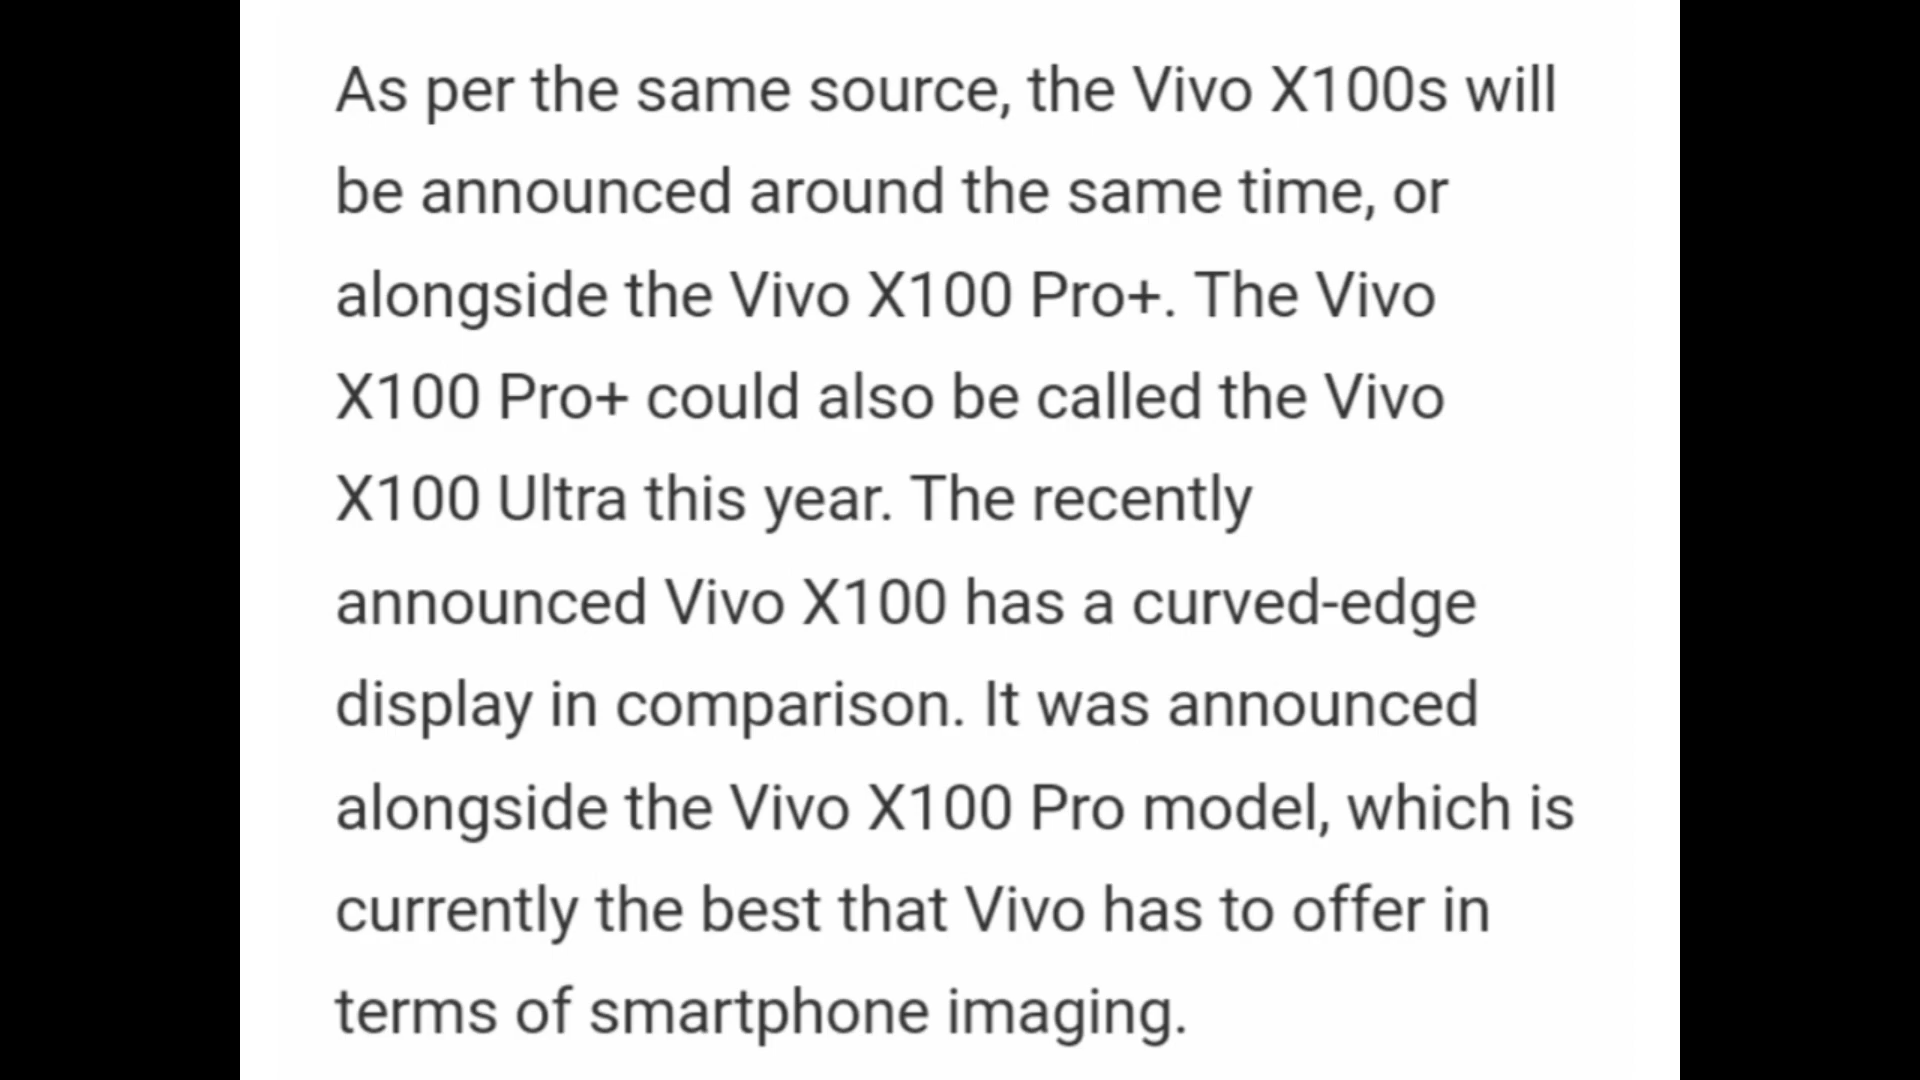 As per the same source, the Vivo X100s will
be announced around the same time, or
alongside the Vivo X100 Pro+. The Vivo
X100 Pro+ could also be called the Vivo
X100 Ultra this year. The recently
announced Vivo X100 has a curved-edge
display in comparison. It was announced
alongside the Vivo X100 Pro model, which is
currently the best that Vivo has to offer in
terms of smartphone imaging.